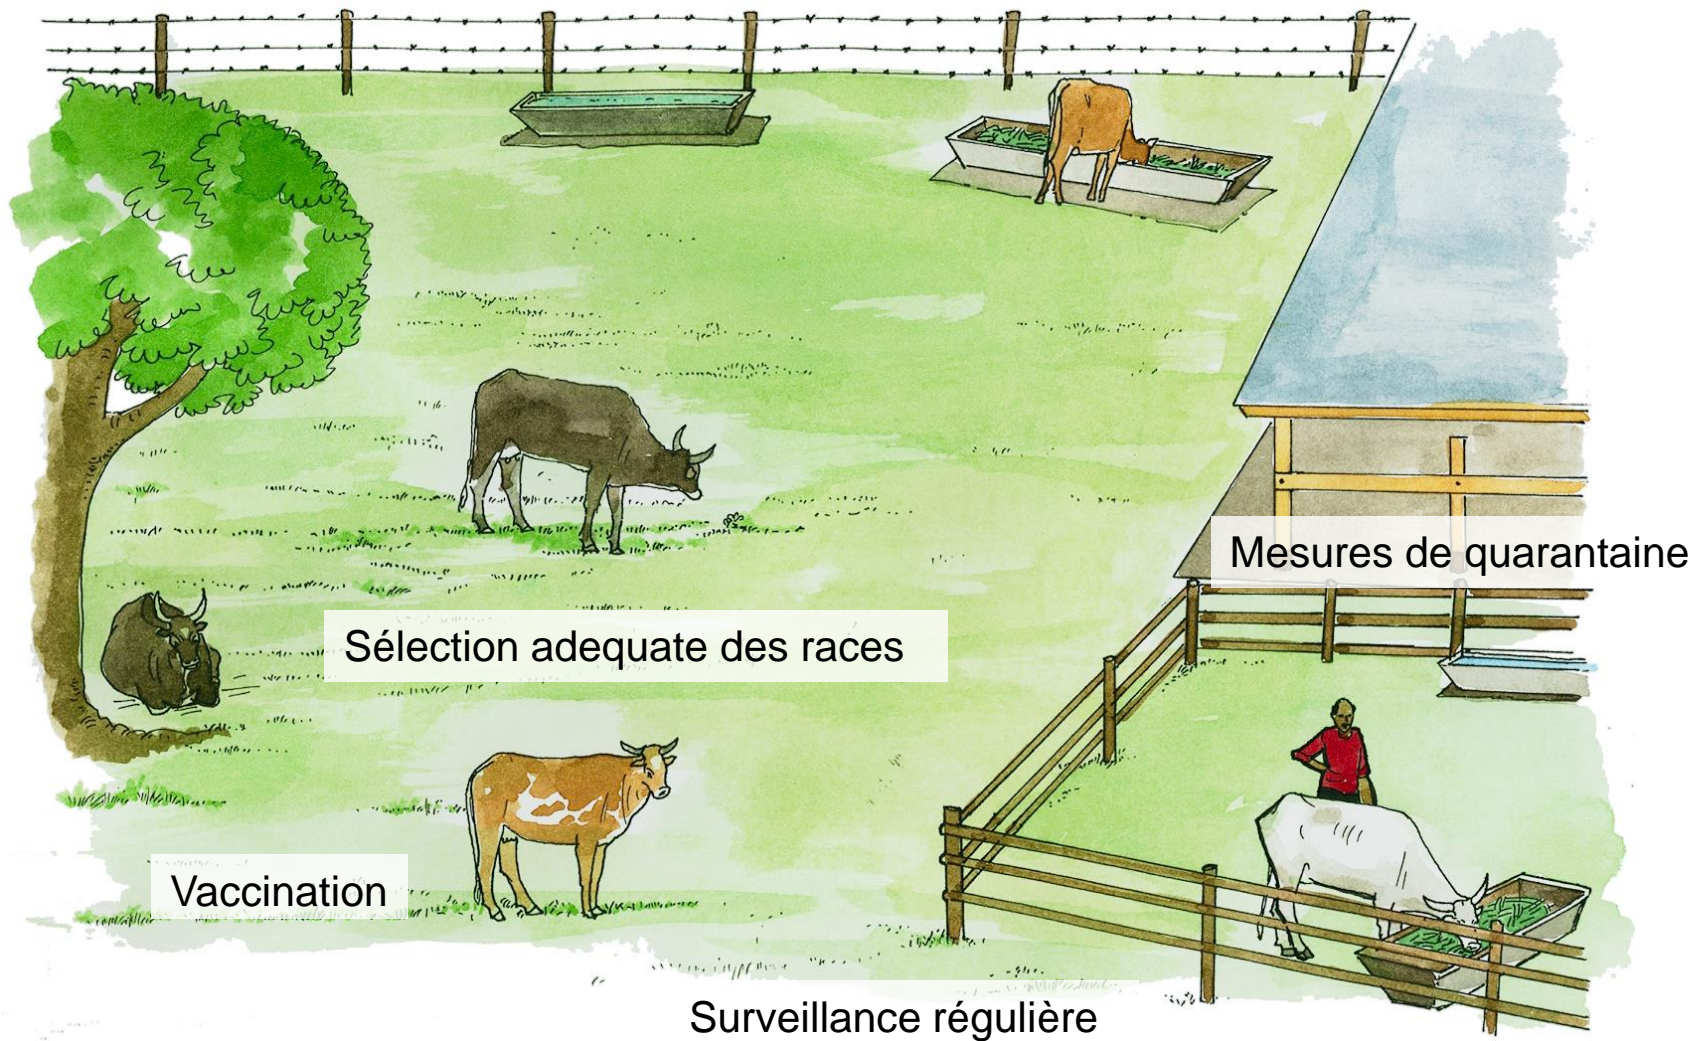 Mesures de quarantaine
Sélection adequate des races
Vaccination
Surveillance régulière